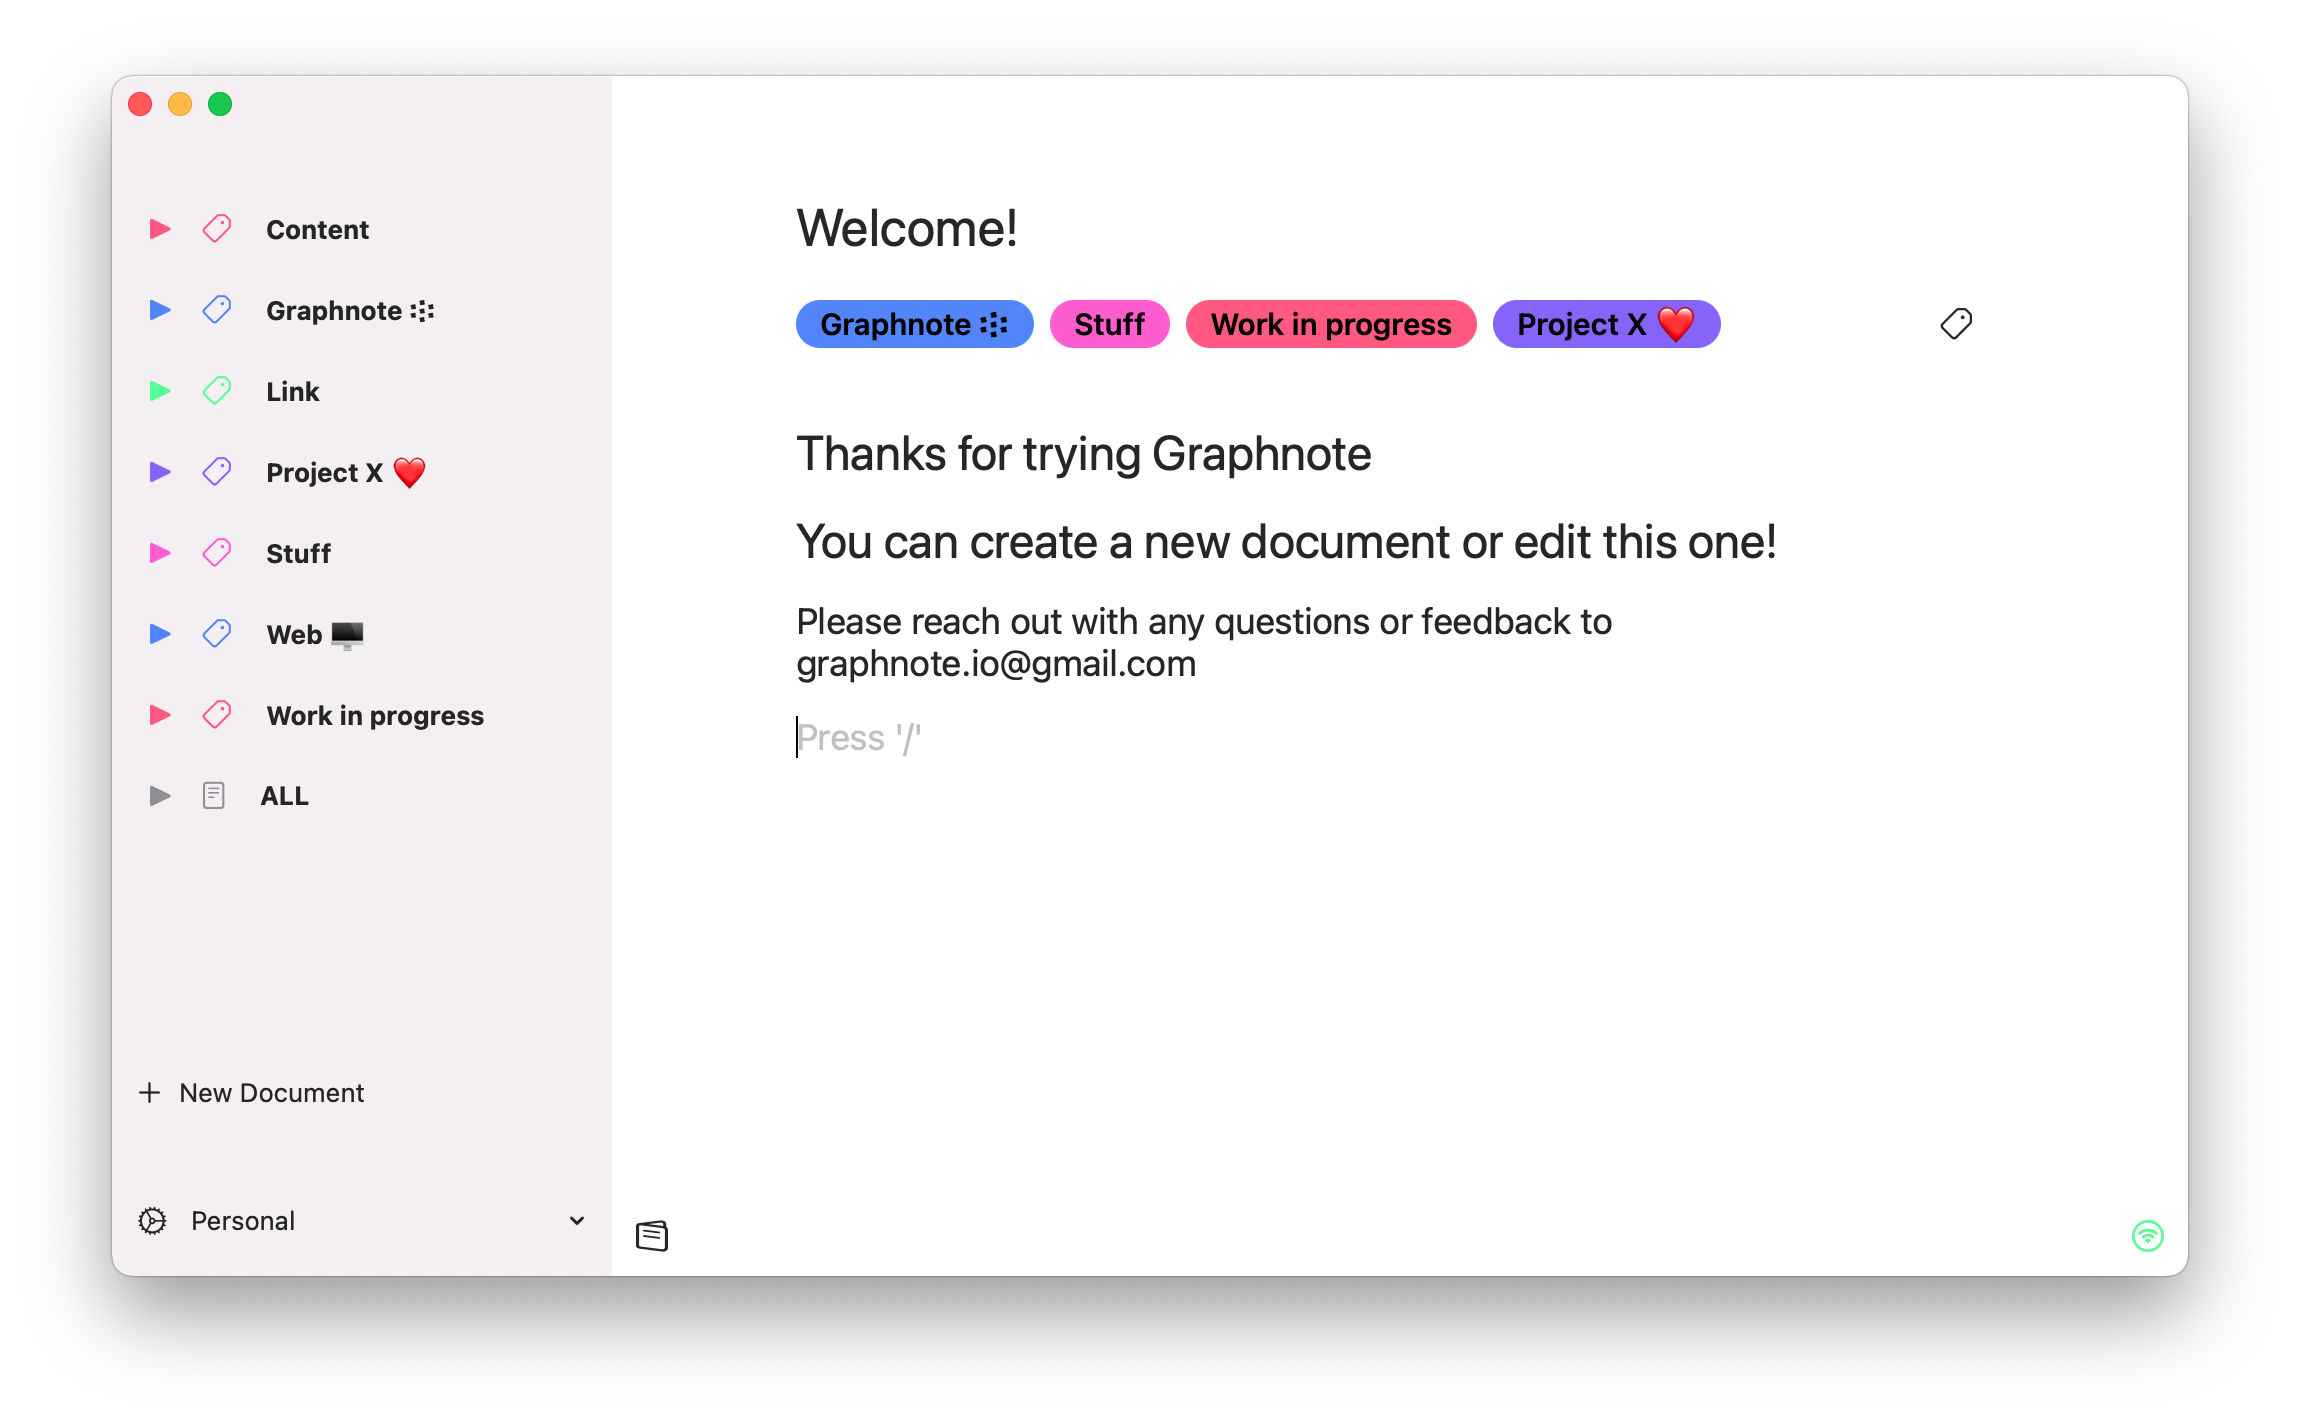 Content
Graphnote
Link
Project X ❤️
Stuff
Web 🖥️
Work in progress
ALL
New Document
Personal
Welcome!
Graphnote
Stuff
Work in progress
Project X ❤️
Thanks for trying Graphnote
You can create a new document or edit this one!
Please reach out with any questions or feedback to
graphnote.io@gmail.com
Press '/'